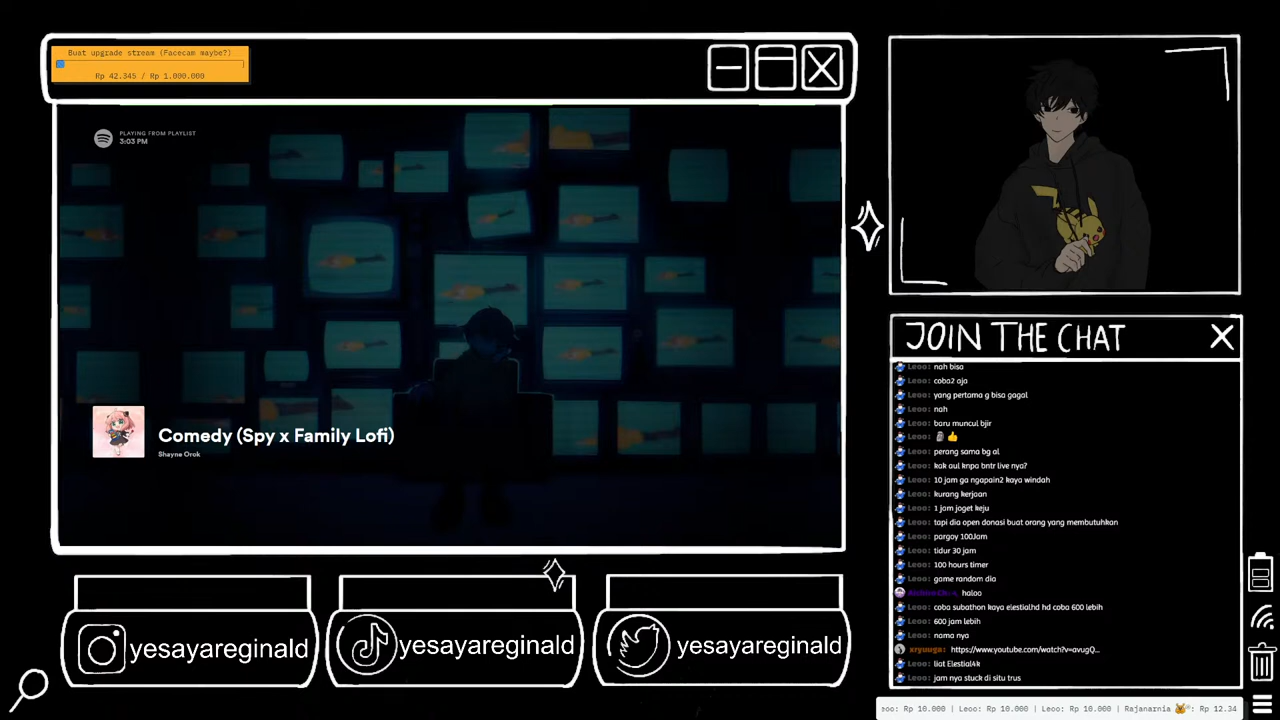 Buat upgrade stream (Facecam maybe?)
Rp 42.345 / Rp 1.000.000
PLAYING FROM PLAYLIST
3:03 PM
Comedy (Spy x Family Lofi)
Shayne Orok
JOIN THE CHAT
Leoo: nah bisa
Leoo: coba2 aja
Leoo: yang pertama g bisa gagal
Leoo: nah
Leoo: baru muncul bjir
Leoo: 🗿👍
Leoo: perang sama bg al
Leoo: kak aul knpa bntr live nya?
Leoo: 10 jam ga ngapain2 kaya windah
Leoo: kurang kerjaan
Leoo: 1 jam joget keju
Leoo: tapi dia open donasi buat orang yang membutuhkan
Leoo: pargoy 100Jam
Leoo: tidur 30 jam
Leoo: 100 hours timer
Leoo: game random dia
haloo
Leoo: coba subathon kaya elestialhd hd coba 600 lebih
Leoo: 600 jam lebih
Leoo: nama nya
xryuuga: https://www.youtube.com/watch?v=avugQ...
Leoo: liat Elestial4k
Leoo: jam nya stuck di situ trus
yesayareginald
yesayareginald
yesayareginald
eoo: Rp 10.000 | Leoo: Rp 10.000 | Leoo: Rp 10.000 | Rajanarnia 🐯: Rp 12.34